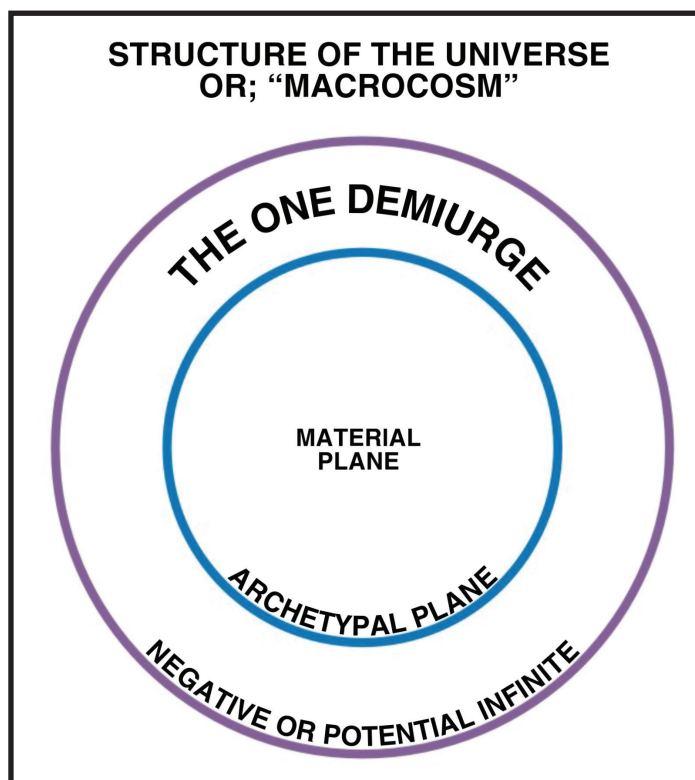 STRUCTURE OF THE UNIVERSE
OR; “MACROCOSM”
THE ONE DEMIURGE
MATERIAL
PLANE
ARCHETYPAL PLANE
NEGATIVE OR POTENTIAL INFINITE